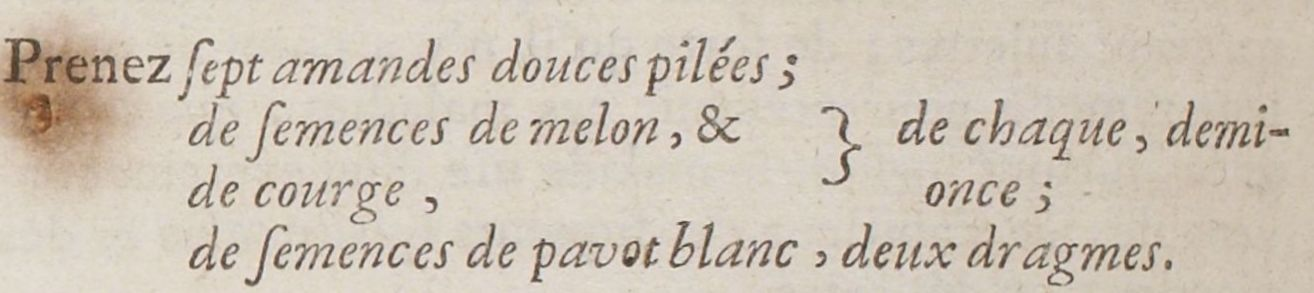 Prenez ſept amandes douces pilées ;
de ſemences de melon, & } de chaque, demi-
de courge, once ;
de ſemences de pavot blanc, deux dragmes.